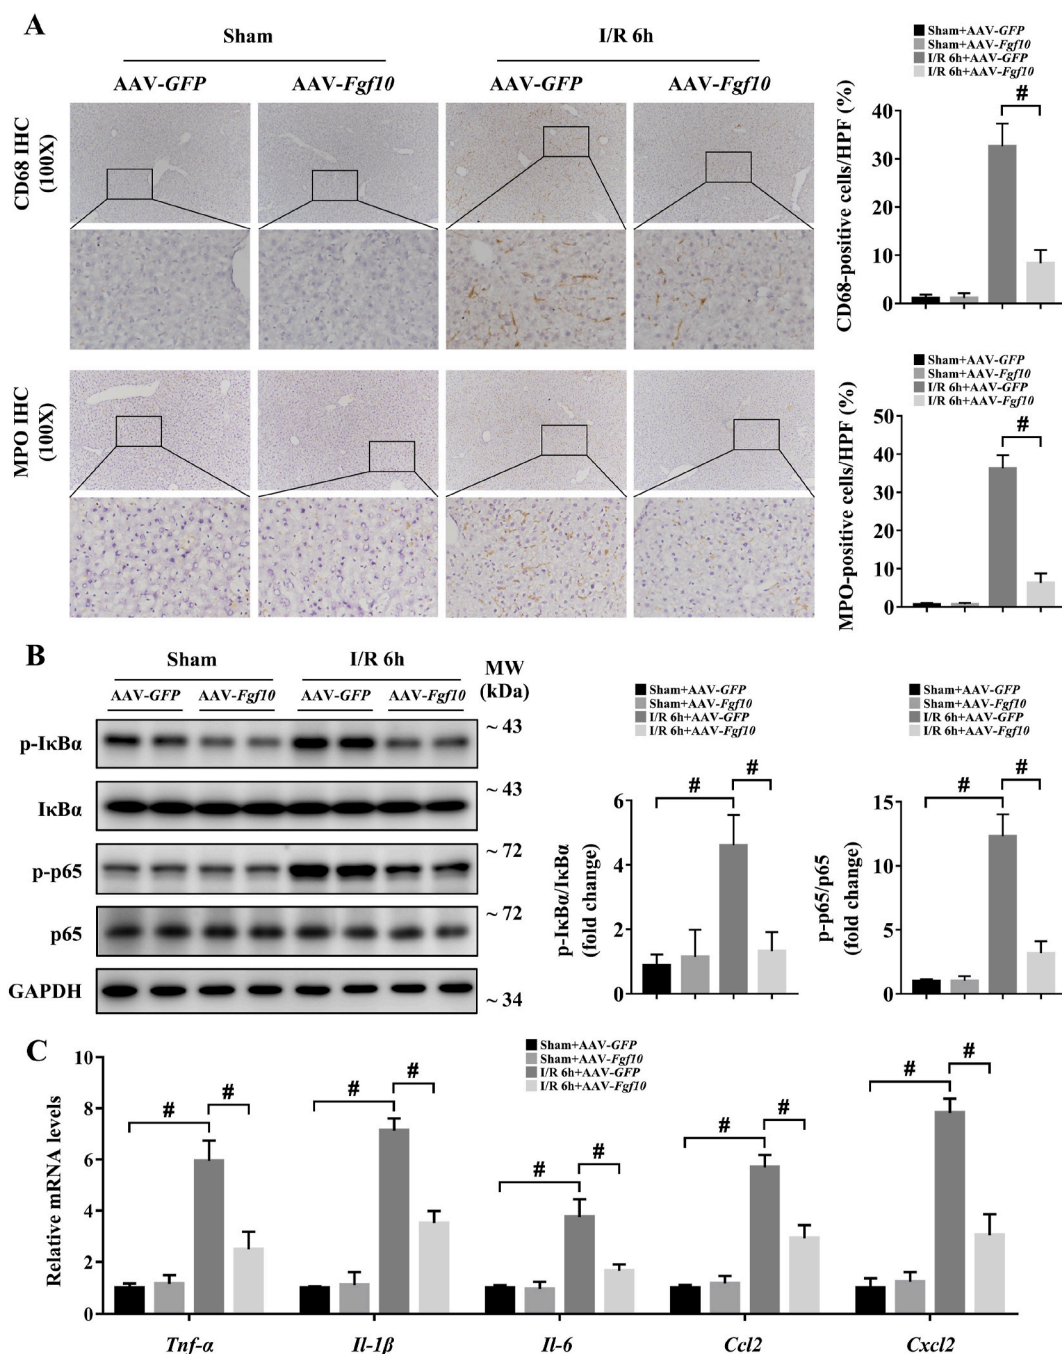 A
Sham
I/R 6h
AAV-GFP
AAV-Fgf10
AAV-GFP
AAV-Fgf10
CD68 IHC
(100X)
MPO IHC
(100X)
Sham+AAV-GFP
Sham+AAV-Fgf10
I/R 6h+AAV-GFP
I/R 6h+AAV-Fgf10
#
CD68-positive cells/HPF (%)
40
30
20
10
0
Sham+AAV-GFP
Sham+AAV-Fgf10
I/R 6h+AAV-GFP
I/R 6h+AAV-Fgf10
#
MPO-positive cells/HPF (%)
50
40
30
20
10
0
B
Sham
I/R 6h
MW
(kDa)
AAV-GFP
AAV-Fgf10
AAV-GFP
AAV-Fgf10
p-IκBα
~ 43
IκBα
~ 43
p-p65
~ 72
p65
~ 72
GAPDH
~ 34
Sham+AAV-GFP
Sham+AAV-Fgf10
I/R 6h+AAV-GFP
I/R 6h+AAV-Fgf10
#
#
p-IκBα/IκBα
(fold change)
6
4
2
0
Sham+AAV-GFP
Sham+AAV-Fgf10
I/R 6h+AAV-GFP
I/R 6h+AAV-Fgf10
#
#
p-p65/p65
(fold change)
15
10
5
0
C
Sham+AAV-GFP
Sham+AAV-Fgf10
I/R 6h+AAV-GFP
I/R 6h+AAV-Fgf10
Relative mRNA levels
10
8
6
4
2
0
# #
# #
# #
# #
# #
Tnf-α
Il-1β
Il-6
Ccl2
Cxcl2